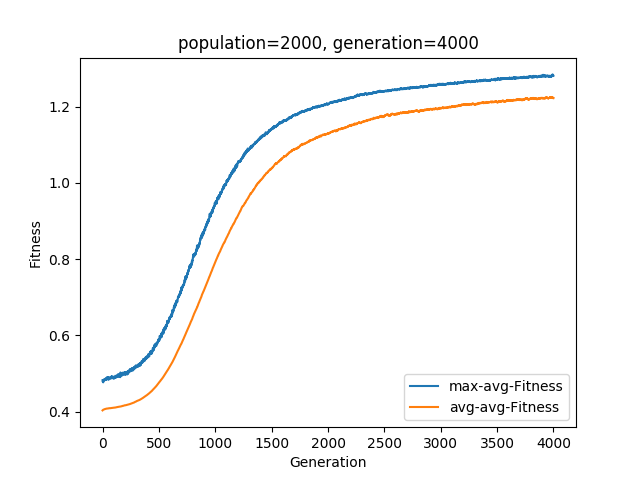 population=2000, generation=4000
Fitness
1.2
1.0
0.8
0.6
0.4
max-avg-Fitness
avg-avg-Fitness
0 500 1000 1500 2000 2500 3000 3500 4000
Generation